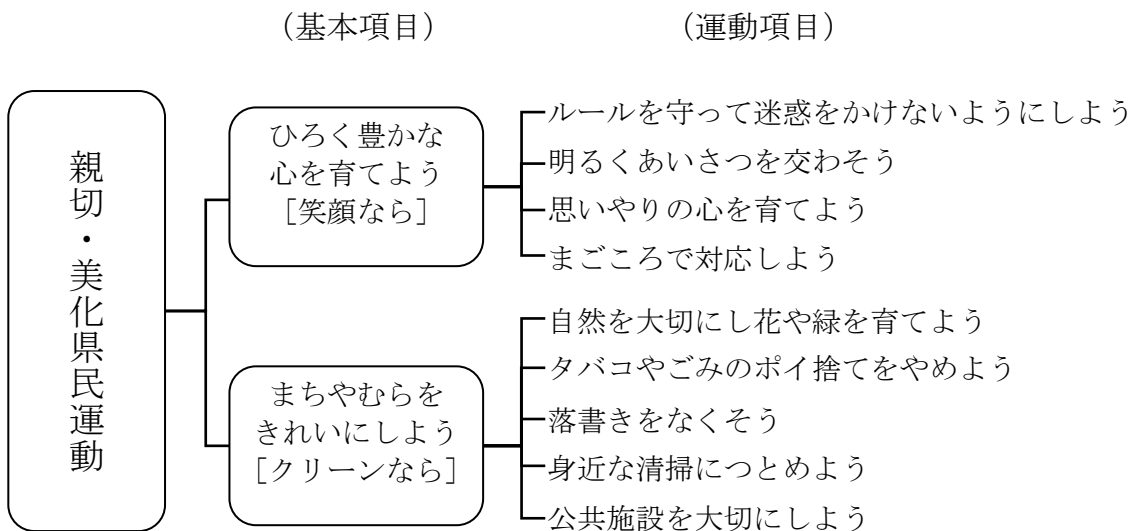 （基本項目）
（運動項目）
親切・美化県民運動
ひろく豊かな
心を育てよう
［笑顔なら］
ルールを守って迷惑をかけないようにしよう
明るくあいさつを交わそう
思いやりの心を育てよう
まごころで対応しよう
まちやむらを
きれいにしよう
［クリーンなら］
自然を大切にし花や緑を育てよう
タバコやごみのポイ捨てをやめよう
落書きをなくそう
身近な清掃につとめよう
公共施設を大切にしよう